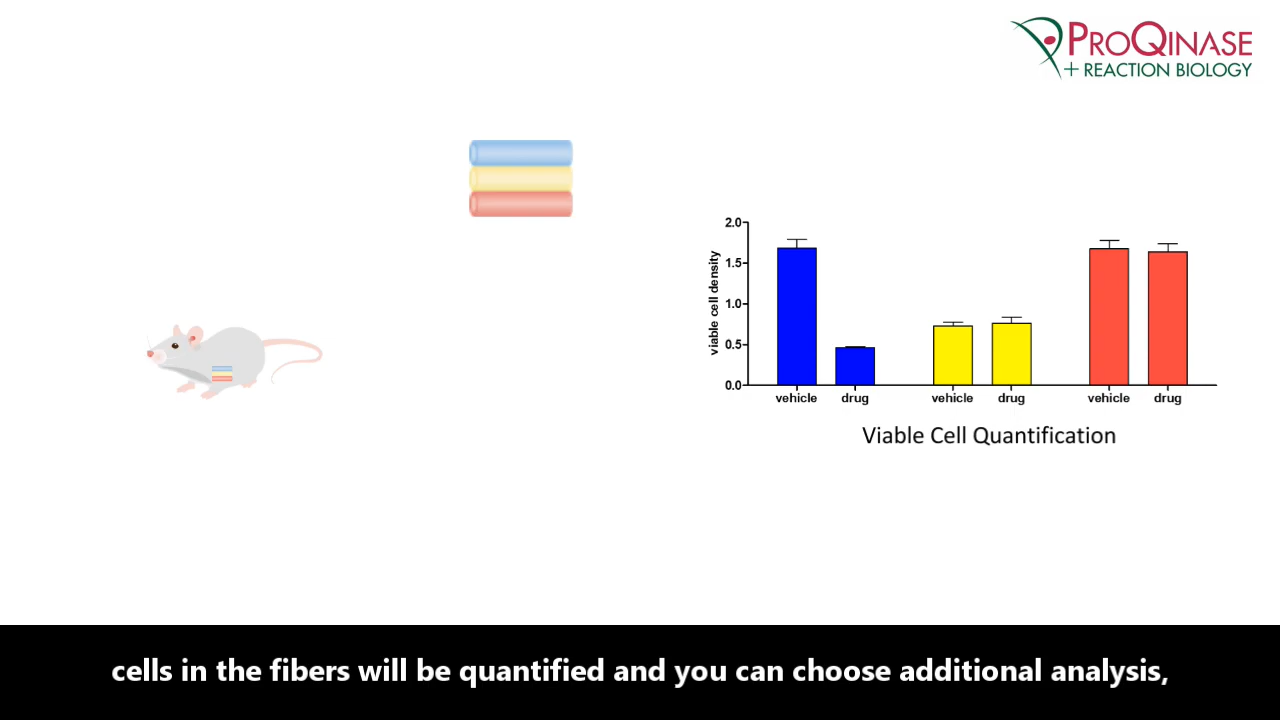 PROQINASE
+ REACTION BIOLOGY
viable cell density
2.0
1.5
1.0
0.5
0.0
vehicle drug vehicle drug vehicle drug
Viable Cell Quantification
cells in the fibers will be quantified and you can choose additional analysis,